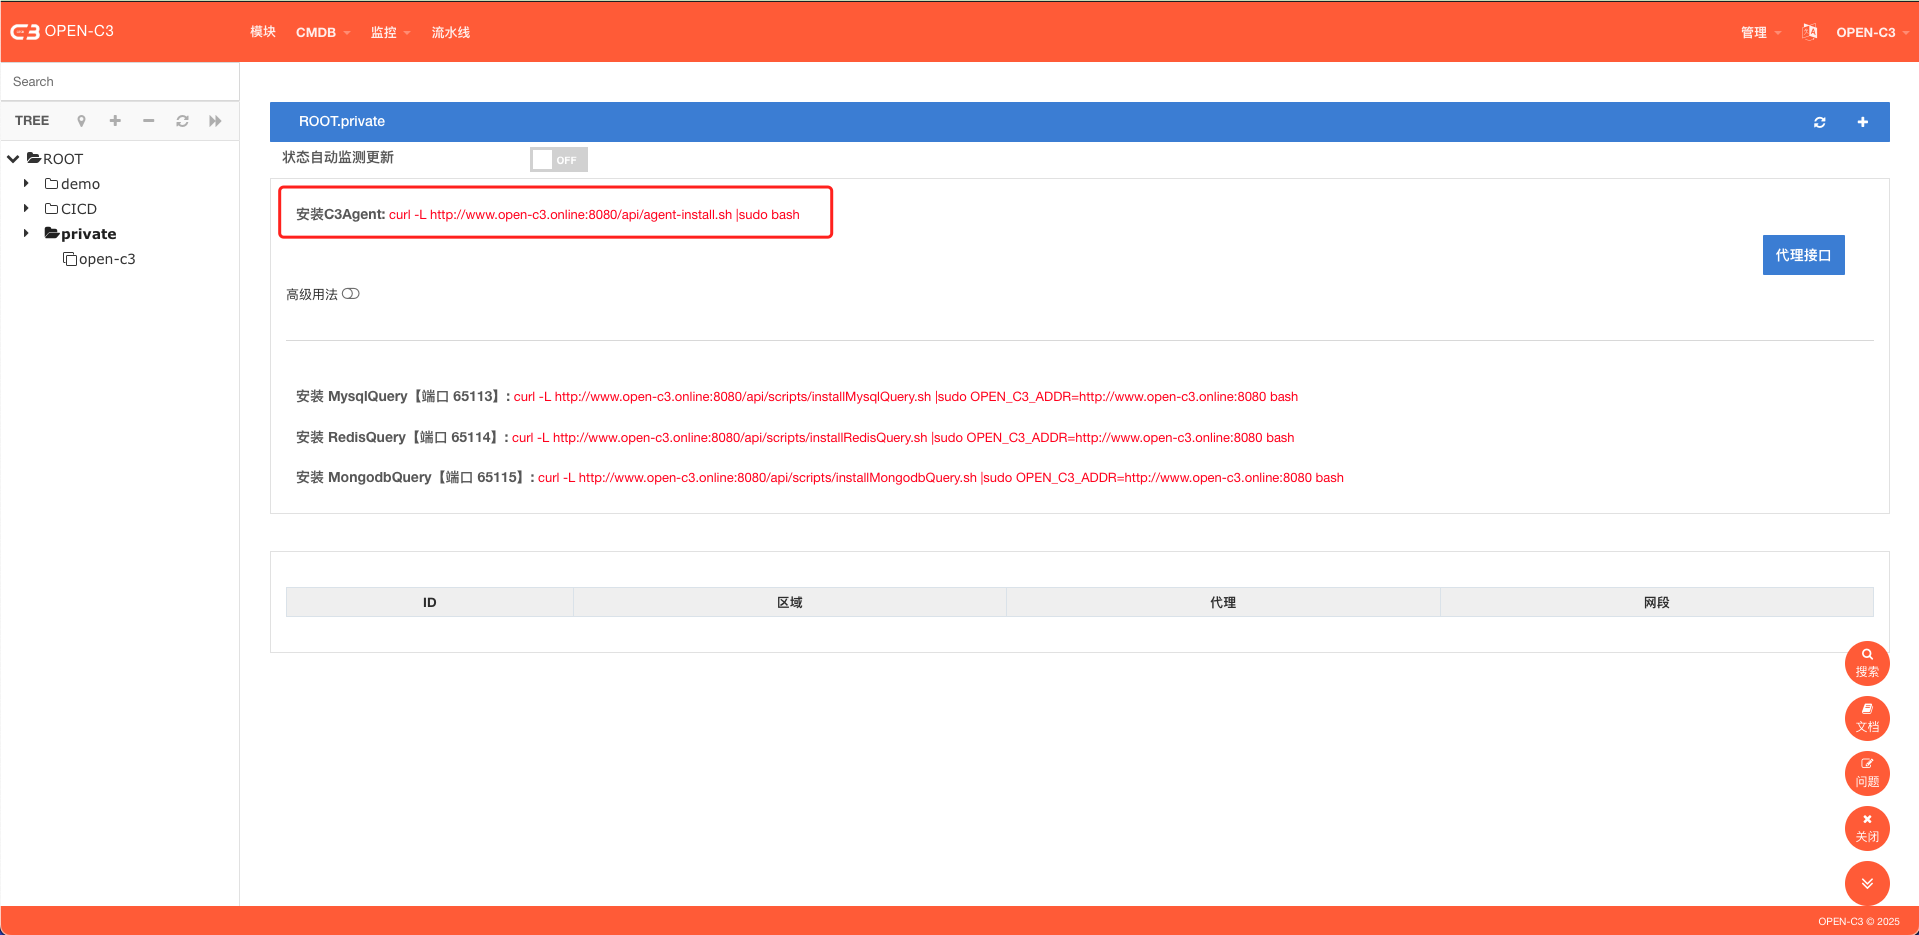 OPEN-C3
模块 CMDB 监控 流水线
管理 OPEN-C3
Search
TREE
ROOT
demo
CICD
private
open-c3
ROOT.private
状态自动监测更新 OFF
安装C3Agent: curl -L http://www.open-c3.online:8080/api/agent-install.sh |sudo bash
代理接口
高级用法
安装 MysqlQuery【端口 65113】: curl -L http://www.open-c3.online:8080/api/scripts/installMysqlQuery.sh |sudo OPEN_C3_ADDR=http://www.open-c3.online:8080 bash
安装 RedisQuery【端口 65114】: curl -L http://www.open-c3.online:8080/api/scripts/installRedisQuery.sh |sudo OPEN_C3_ADDR=http://www.open-c3.online:8080 bash
安装 MongodbQuery【端口 65115】: curl -L http://www.open-c3.online:8080/api/scripts/installMongodbQuery.sh |sudo OPEN_C3_ADDR=http://www.open-c3.online:8080 bash
ID 区域 代理 网段
搜索
文档
问题
关闭
OPEN-C3 © 2025